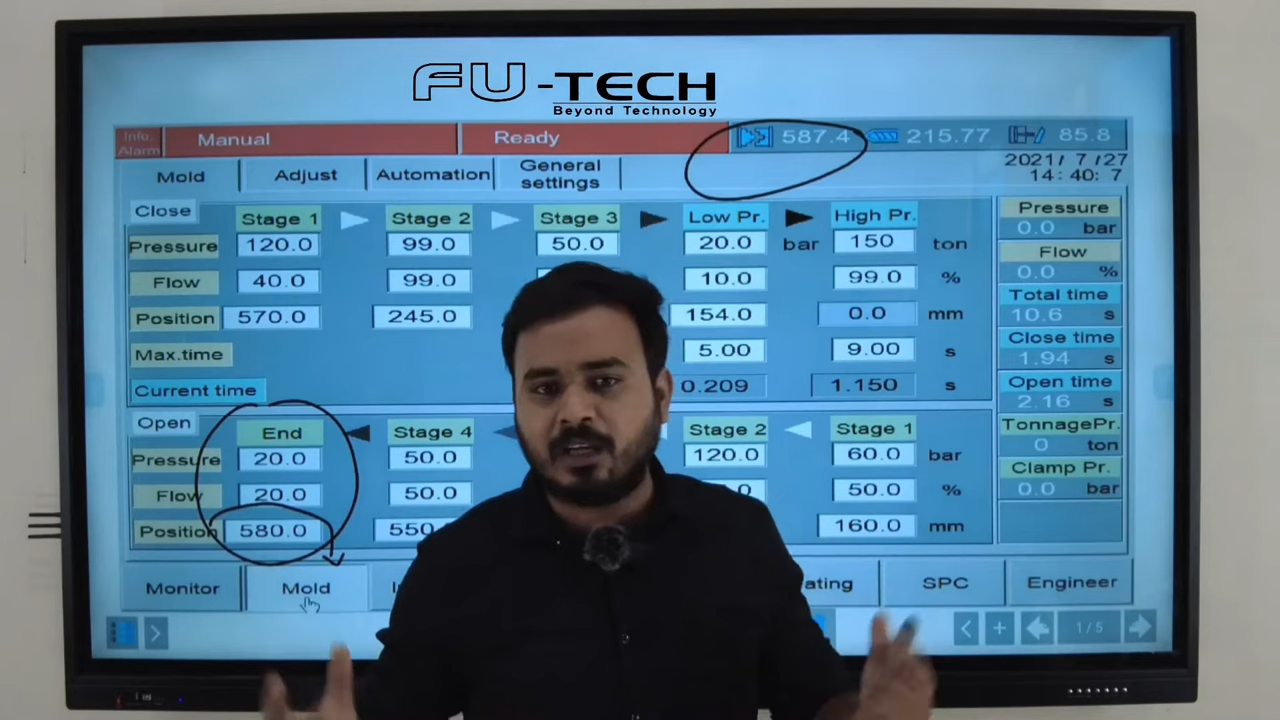 FU-TECH
Beyond Technology
Info. Alarm Manual Ready 587.4 215.77 85.8
2021/ 7 /27
14: 40: 7
Mold Adjust Automation General settings
Close Stage 1 Stage 2 Stage 3 Low Pr. High Pr.
Pressure 120.0 99.0 50.0 20.0 bar 150 ton
Flow 40.0 99.0 10.0 99.0 %
Position 570.0 245.0 154.0 0.0 mm
Max.time 5.00 9.00 s
Current time 0.209 1.150 s
Open End Stage 4 Stage 2 Stage 1
Pressure 20.0 50.0 120.0 60.0 bar
Flow 20.0 50.0 50.0 %
Position 580.0 160.0 mm
Pressure
0.0 bar
Flow
0.0 %
Total time
10.6 s
Close time
1.94 s
Open time
2.16 s
TonnagePr.
0 ton
Clamp Pr.
0.0 bar
Monitor Mold SPC Engineer
1/5